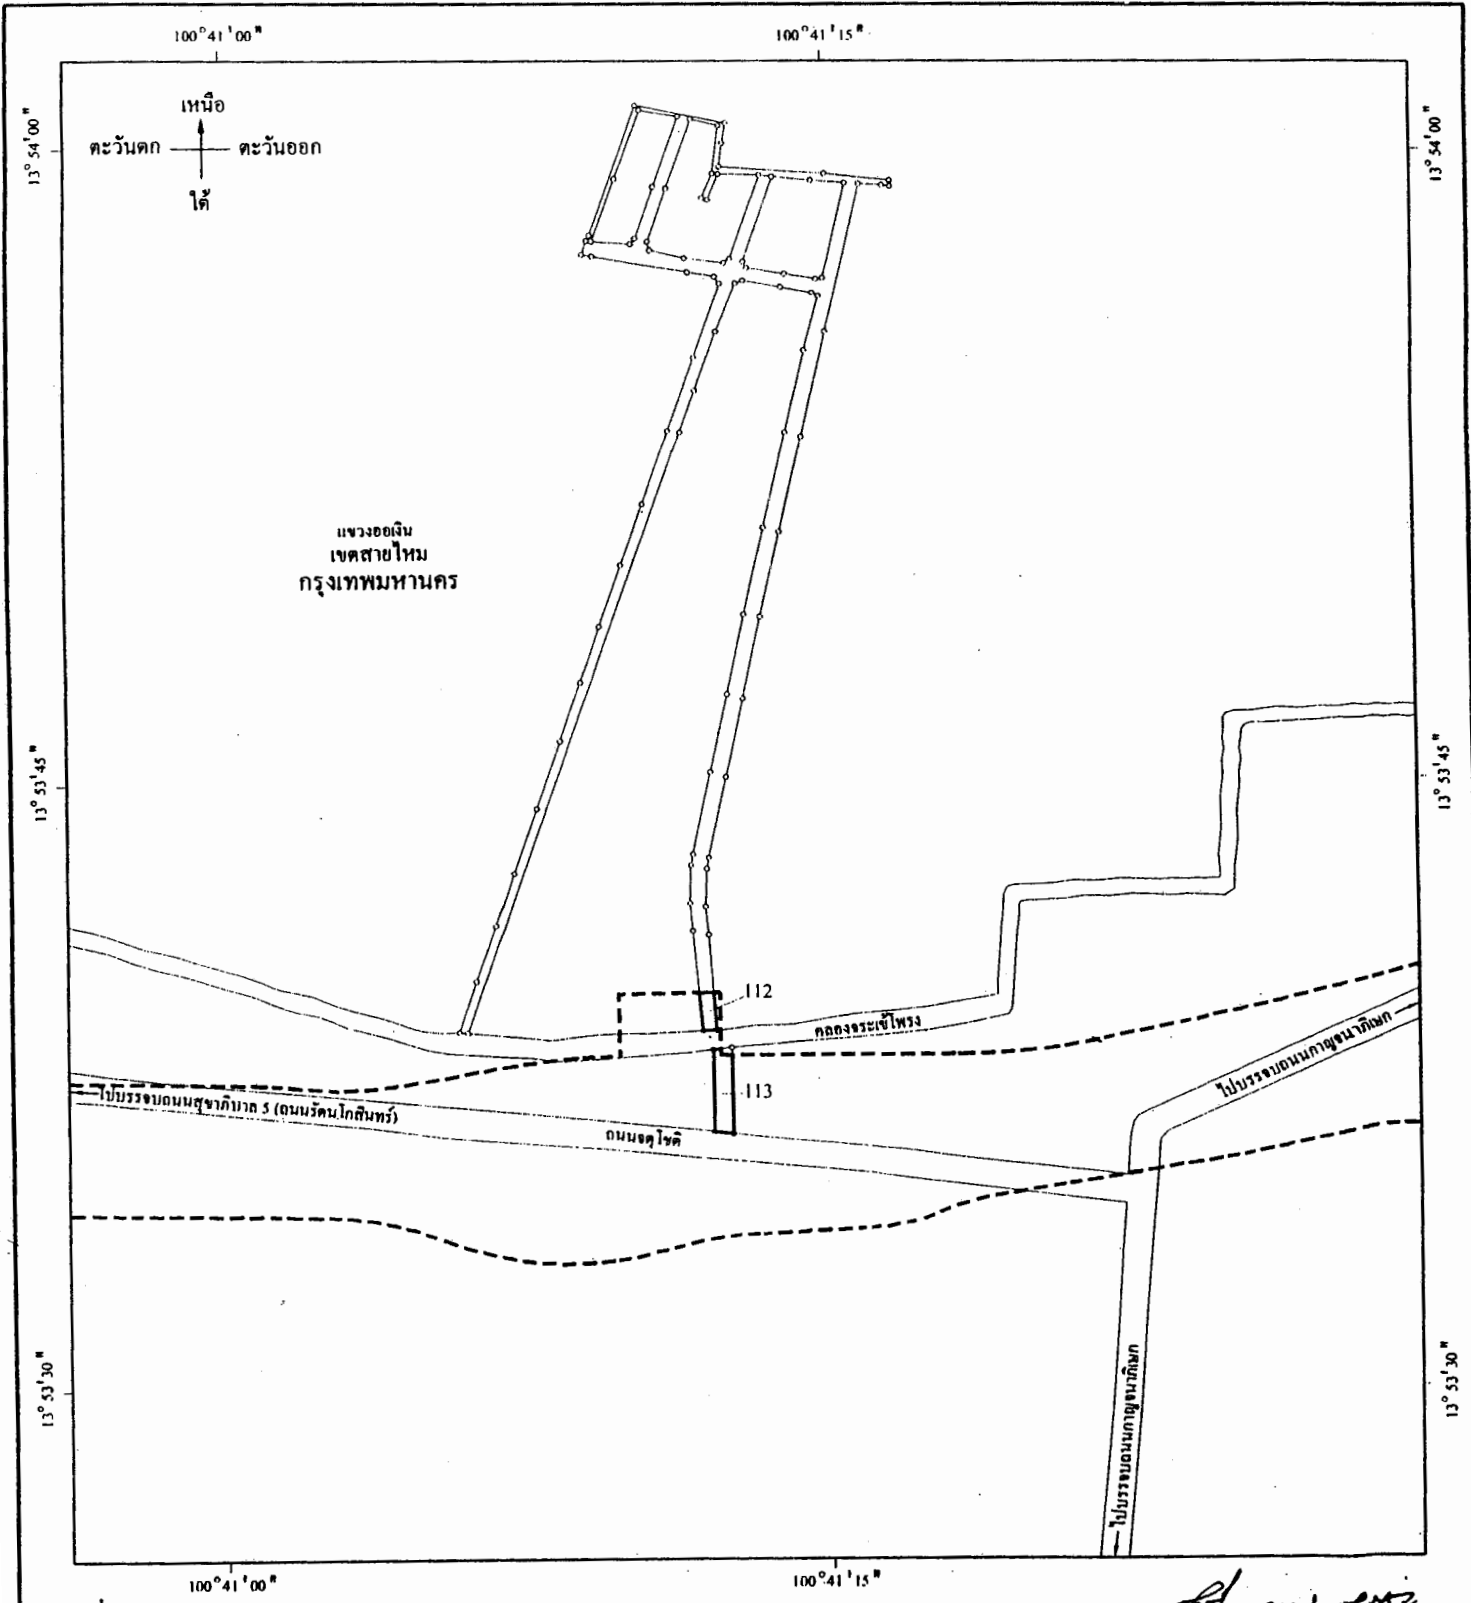 100°41'00"
100°41'15"
13°54'00"
13°54'00"
เหนือ
ตะวันตก
ตะวันออก
ใต้
แขวงออเงิน
เขตสายไหม
กรุงเทพมหานคร
13°53'45"
13°53'45"
112
คลองจระเข้โพรง
113
ไปบรรจบถนนสุขาภิบาล 5 (ถนนรัตนโกสินทร์)
ถนนจตุโชติ
ไปบรรจบถนนกาญจนาภิเษก
ไปบรรจบถนนกาญจนาภิเษก
13°53'30"
13°53'30"
100°41'00"
100°41'15"